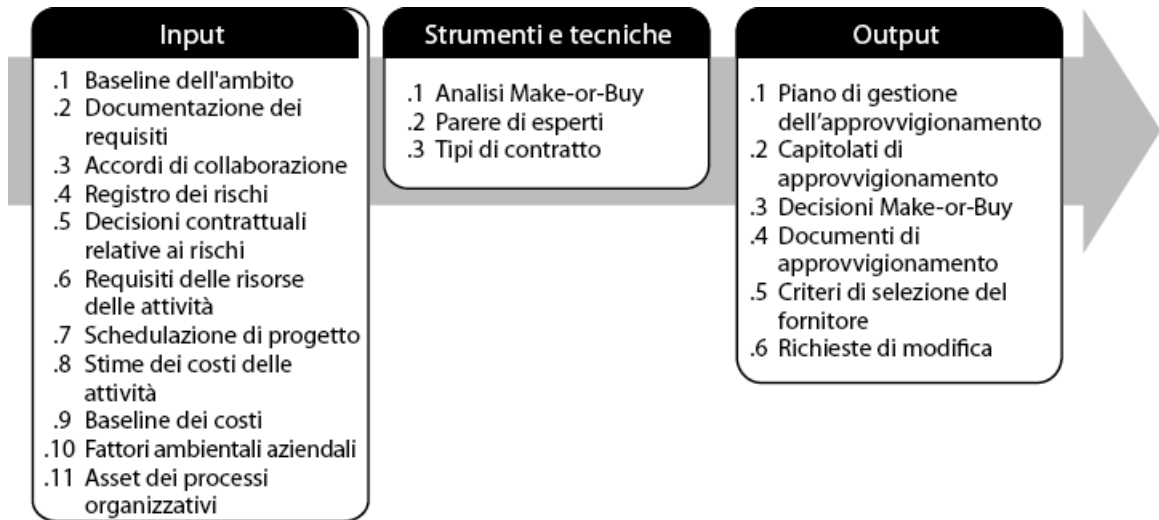 Input
.1 Baseline dell'ambito
.2 Documentazione dei
requisiti
.3 Accordi di collaborazione
.4 Registro dei rischi
.5 Decisioni contrattuali
relative ai rischi
.6 Requisiti delle risorse
delle attività
.7 Schedulazione di progetto
.8 Stime dei costi delle
attività
.9 Baseline dei costi
.10 Fattori ambientali aziendali
.11 Asset dei processi
organizzativi
Strumenti e tecniche
.1 Analisi Make-or-Buy
.2 Parere di esperti
.3 Tipi di contratto
Output
.1 Piano di gestione
dell’approvvigionamento
.2 Capitolati di
approvvigionamento
.3 Decisioni Make-or-Buy
.4 Documenti di
approvvigionamento
.5 Criteri di selezione del
fornitore
.6 Richieste di modifica